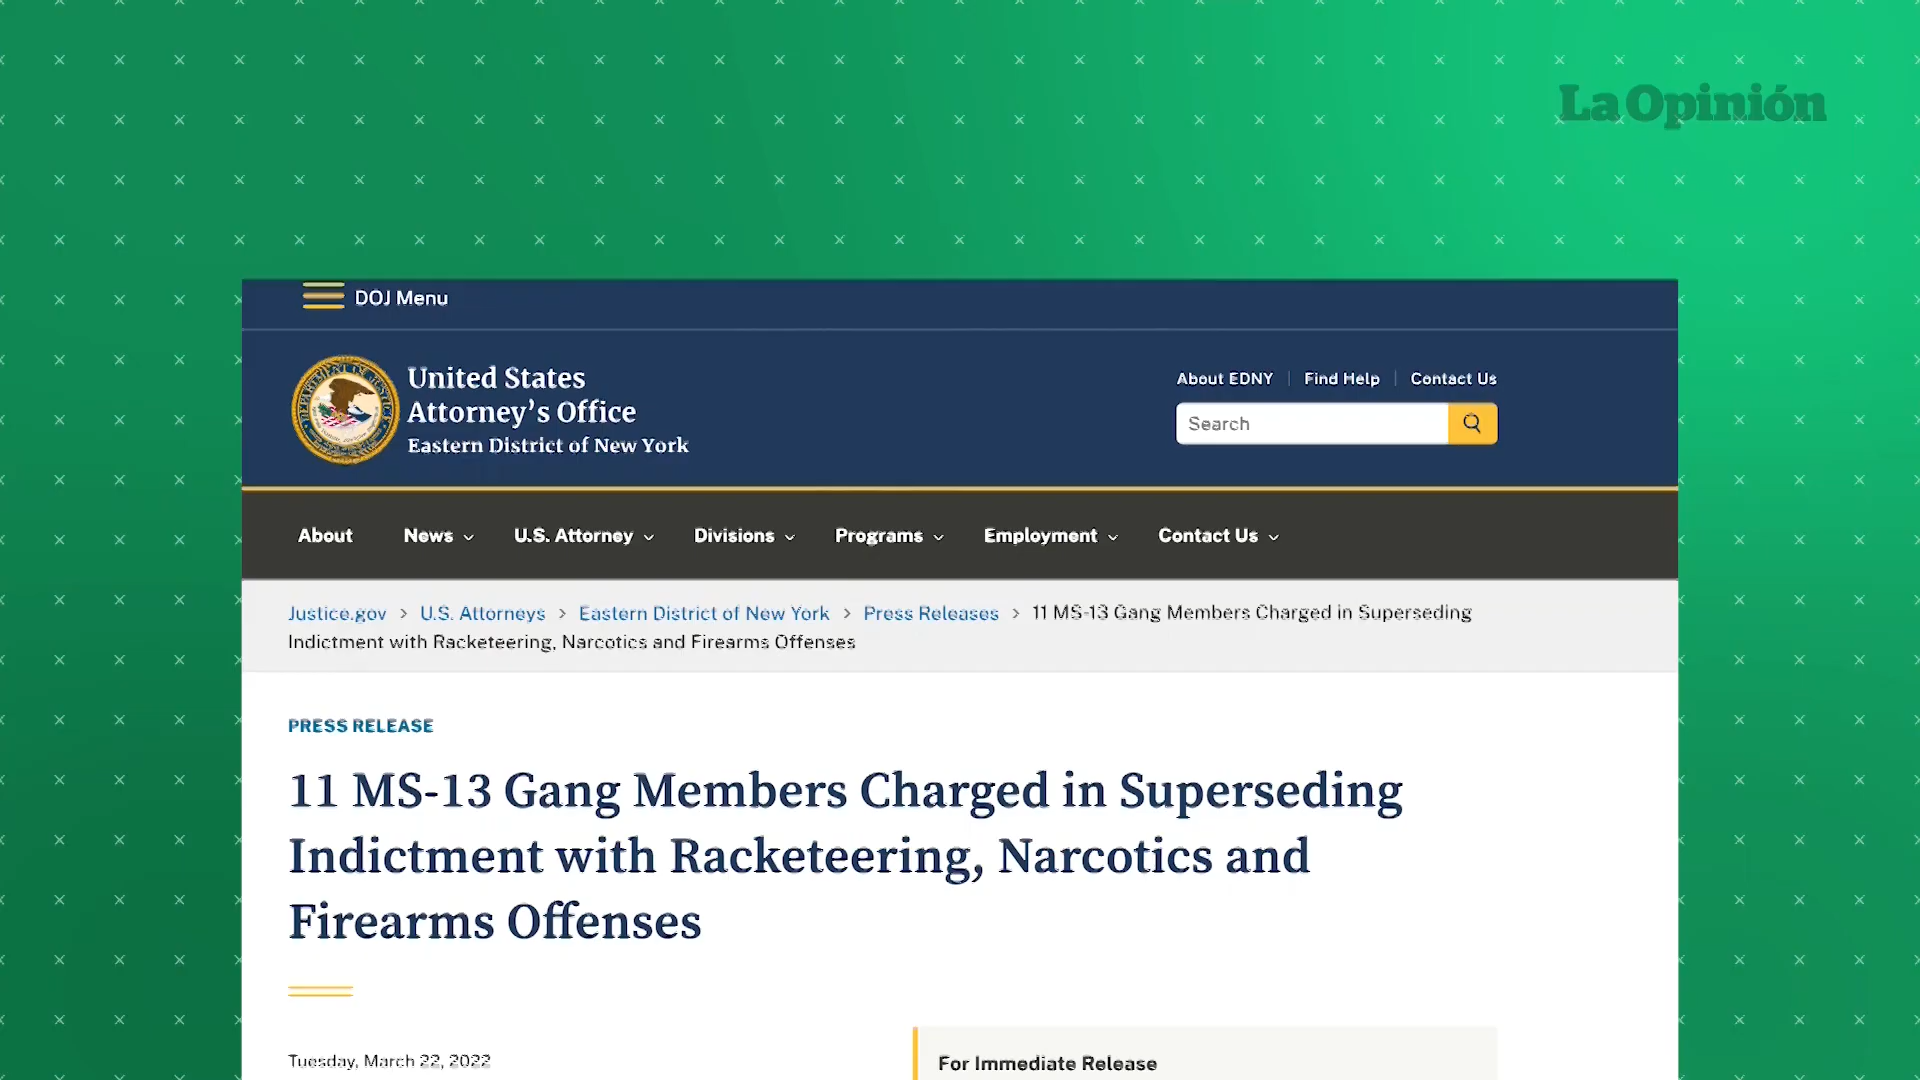 La Opinión
DOJ Menu
United States
Attorney’s Office
Eastern District of New York
About EDNY
Find Help
Contact Us
Search
About
News
U.S. Attorney
Divisions
Programs
Employment
Contact Us
Justice.gov > U.S. Attorneys > Eastern District of New York > Press Releases > 11 MS-13 Gang Members Charged in Superseding
Indictment with Racketeering, Narcotics and Firearms Offenses
PRESS RELEASE
11 MS-13 Gang Members Charged in Superseding
Indictment with Racketeering, Narcotics and
Firearms Offenses
Tuesday, March 22, 2022
For Immediate Release